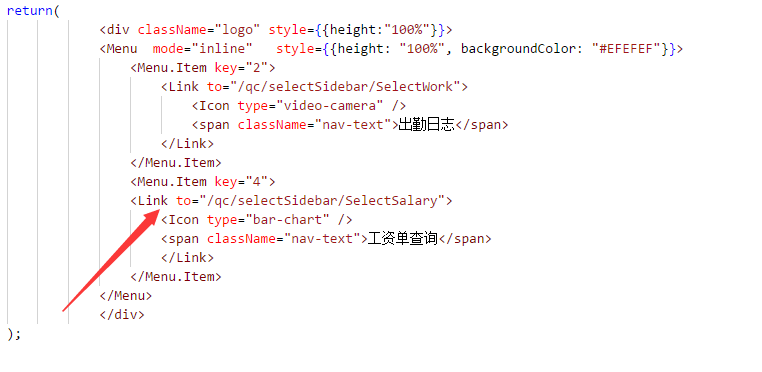 return(
<div className="logo" style={{height:"100%"}}>
<Menu  mode="inline"   style={{height: "100%", backgroundColor: "#EFEFEF"}}>
<Menu.Item key="2">
<Link to="/qc/selectSidebar/SelectWork">
<Icon type="video-camera" />
<span className="nav-text">出勤日志</span>
</Link>
</Menu.Item>
<Menu.Item key="4">
<Link to="/qc/selectSidebar/SelectSalary">
<Icon type="bar-chart" />
<span className="nav-text">工资单查询</span>
</Link>
</Menu.Item>
</Menu>
</div>
);